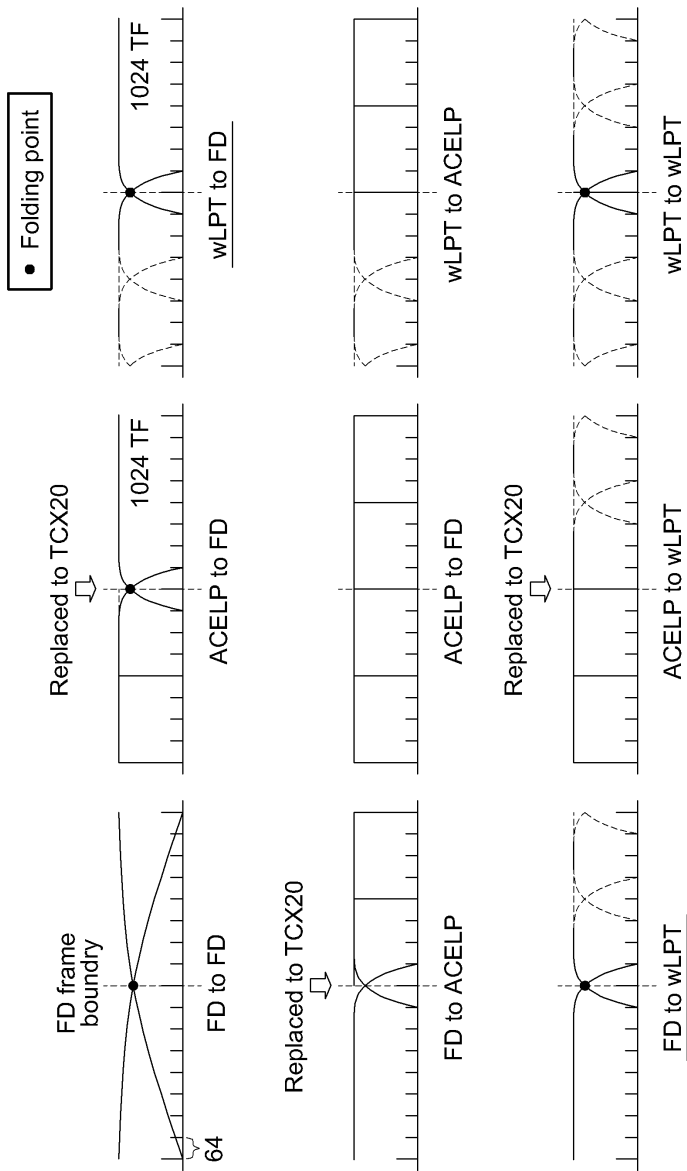 ● Folding point
FD frame
boundry
64
FD to FD
Replaced to TCX20
1024 TF
ACELP to FD
1024 TF
wLPT to FD
Replaced to TCX20
FD to ACELP
ACELP to FD
wLPT to ACELP
FD to wLPT
Replaced to TCX20
ACELP to wLPT
wLPT to wLPT